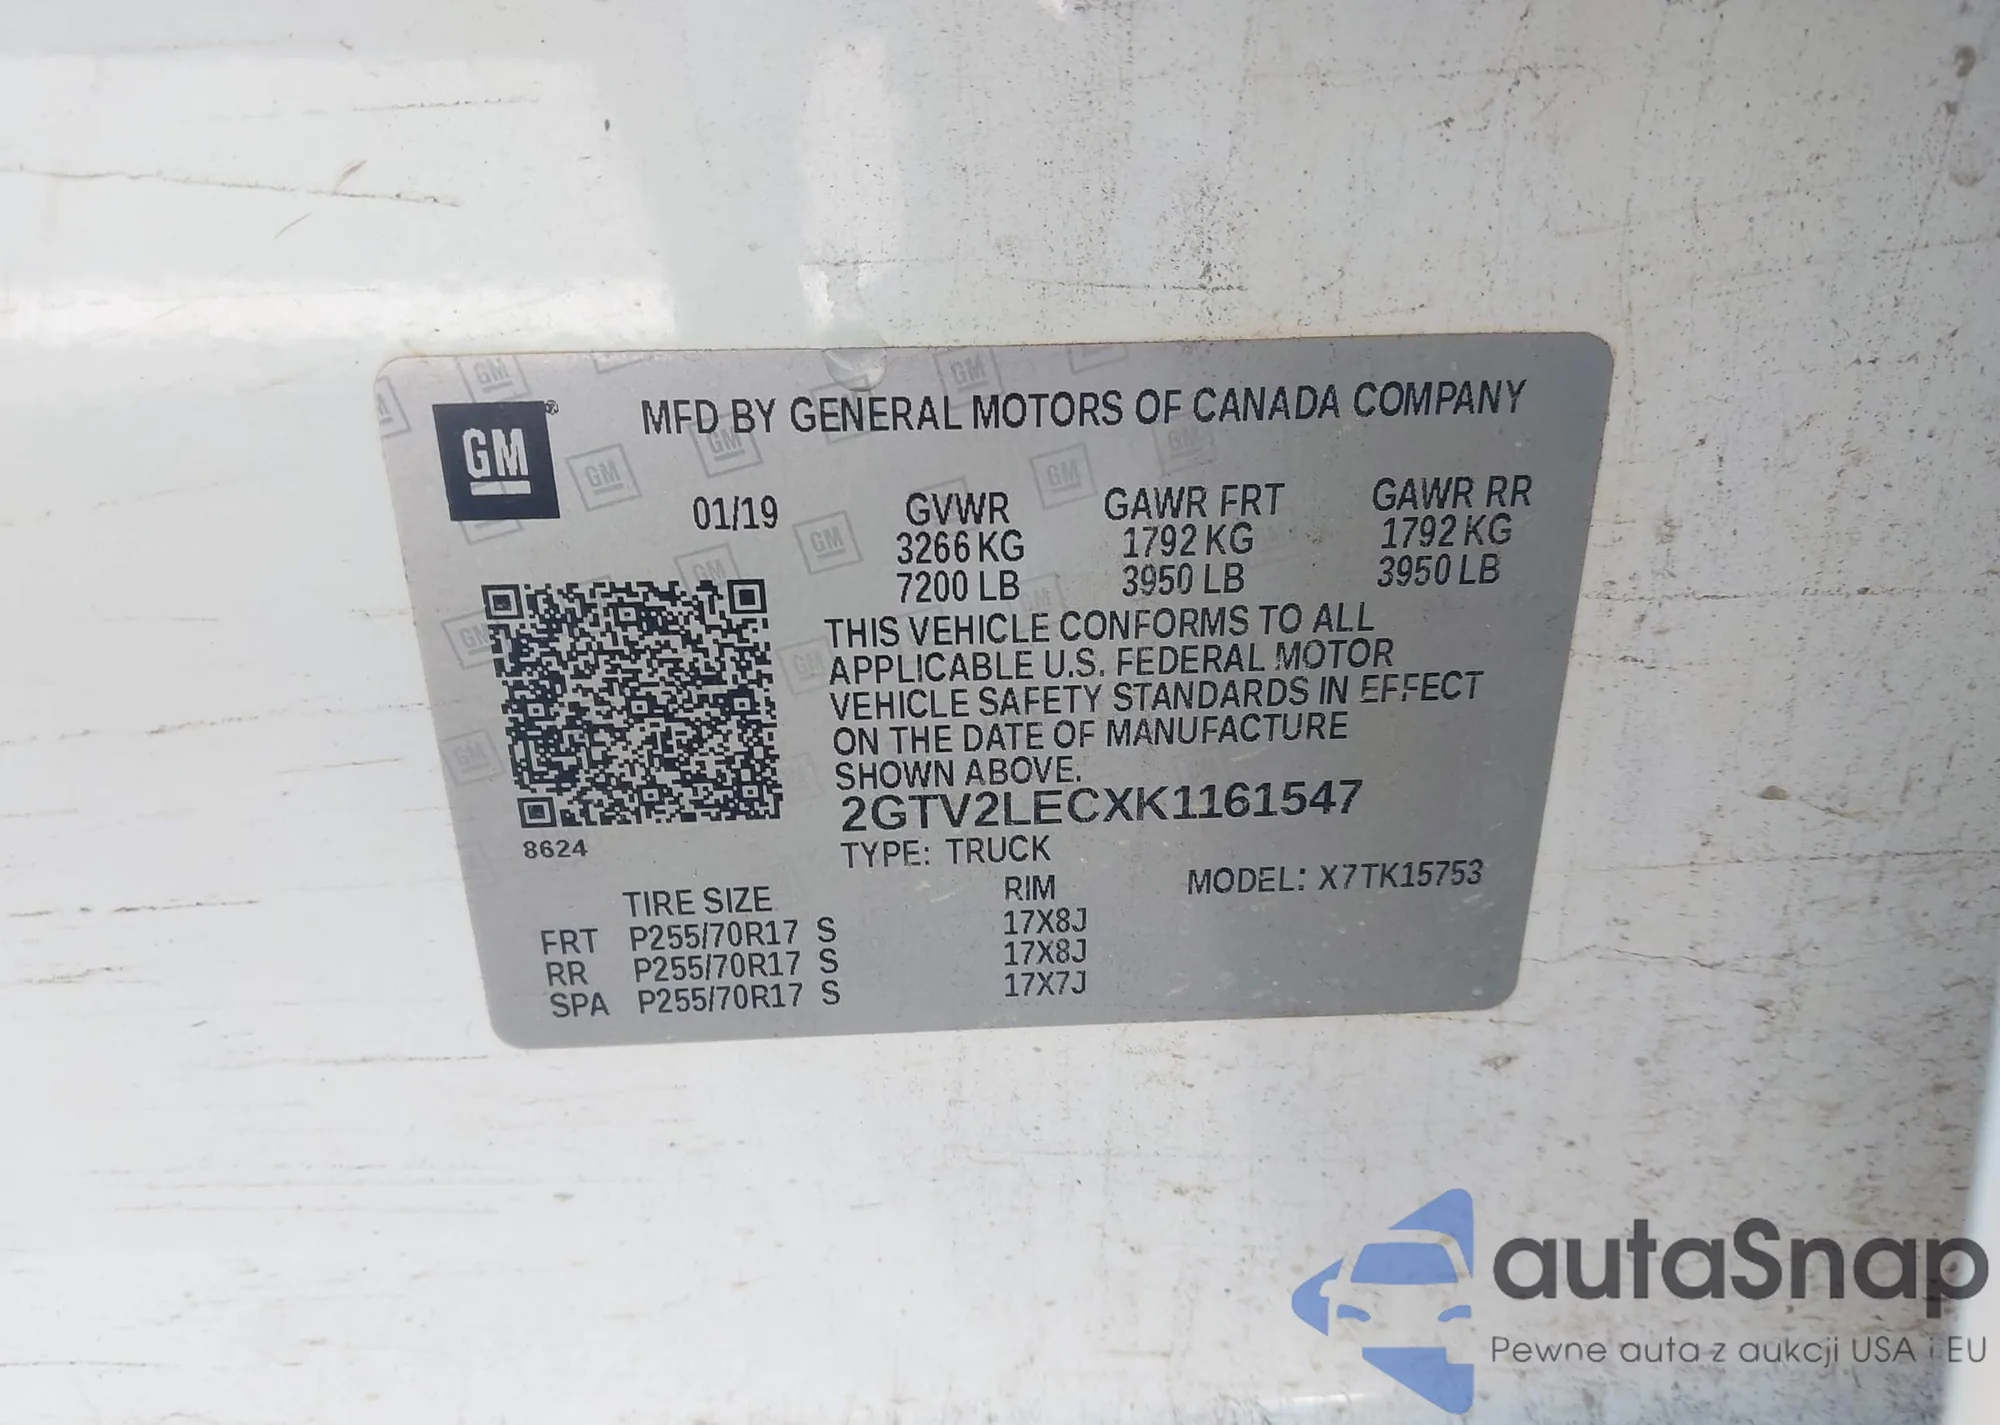 GM
MFD BY GENERAL MOTORS OF CANADA COMPANY
01/19 GVWR GAWR FRT GAWR RR
3266 KG 1792 KG 1792 KG
7200 LB 3950 LB 3950 LB
THIS VEHICLE CONFORMS TO ALL
APPLICABLE U.S. FEDERAL MOTOR
VEHICLE SAFETY STANDARDS IN EFFECT
ON THE DATE OF MANUFACTURE
SHOWN ABOVE.
2GTV2LECXK1161547
8624
TYPE: TRUCK
TIRE SIZE RIM MODEL: X7TK15753
FRT P255/70R17 S 17X8J
RR P255/70R17 S 17X8J
SPA P255/70R17 S 17X7J
autaSnap
Pewne auta z aukcji USA i EU